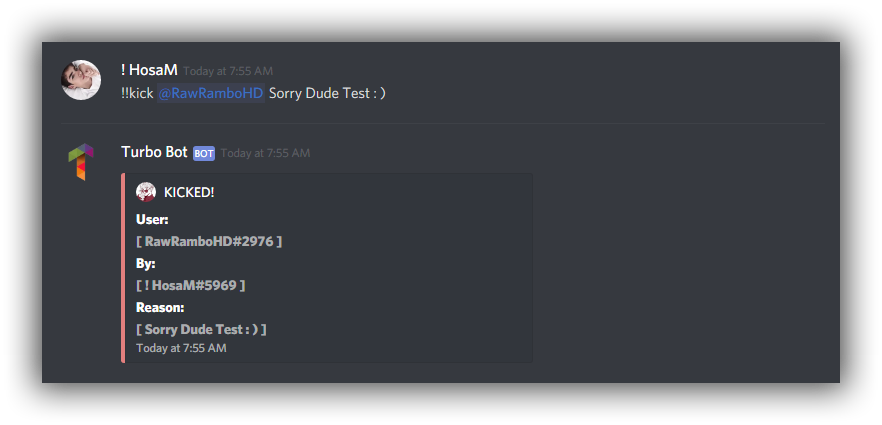 ! HosaM Today at 7:55 AM
!!kick @RawRamboHD Sorry Dude Test : )
Turbo Bot BOT Today at 7:55 AM
KICKED!
User:
[ RawRamboHD#2976 ]
By:
[ ! HosaM#5969 ]
Reason:
[ Sorry Dude Test : ) ]
Today at 7:55 AM